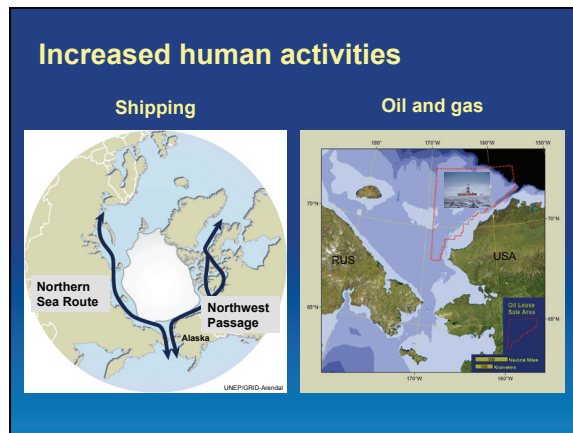 Increased human activities
Shipping
Oil and gas
Northern
Sea Route
Northwest
Passage
Alaska
UNEP/GRID-Arendal
180°
170°W
160°W
150°W
70°N
70°N
65°N
65°N
RUS
USA
Oil Lease
Sale Area
Nautical Miles
Kilometers
170°W
160°W